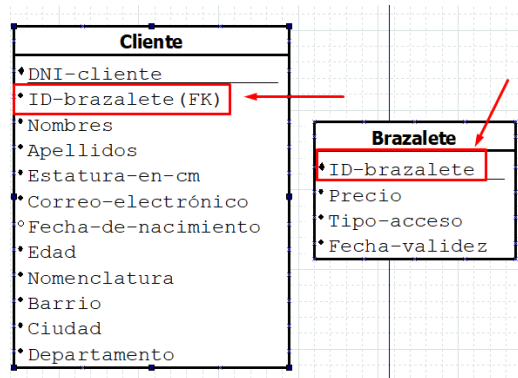 Cliente
DNI-cliente
ID-brazalete(FK)
Nombres
Apellidos
Estatura-en-cm
Correo-electrónico
Fecha-de-nacimiento
Edad
Nomenclatura
Barrio
Ciudad
Departamento
Brazalete
ID-brazalete
Precio
Tipo-acceso
Fecha-validez